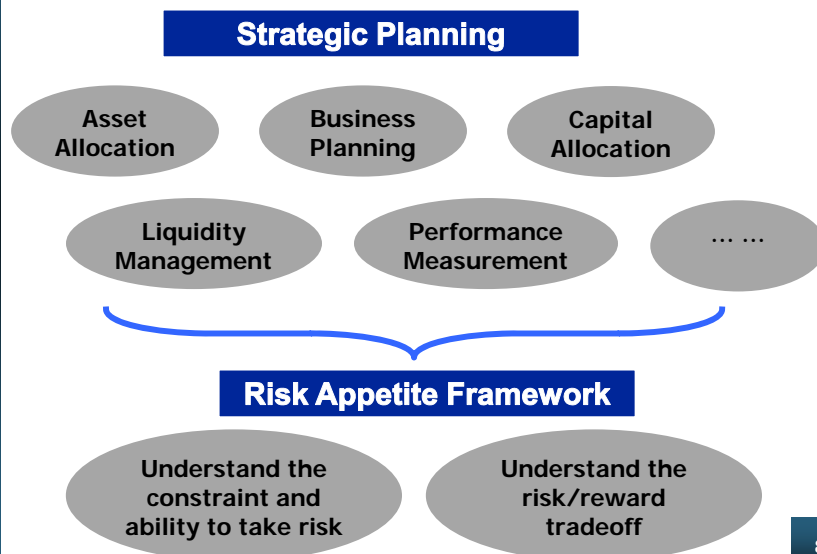 Strategic Planning
Asset
Allocation
Business
Planning
Capital
Allocation
Liquidity
Management
Performance
Measurement
... ...
Risk Appetite Framework
Understand the
constraint and
ability to take risk
Understand the
risk/reward
tradeoff